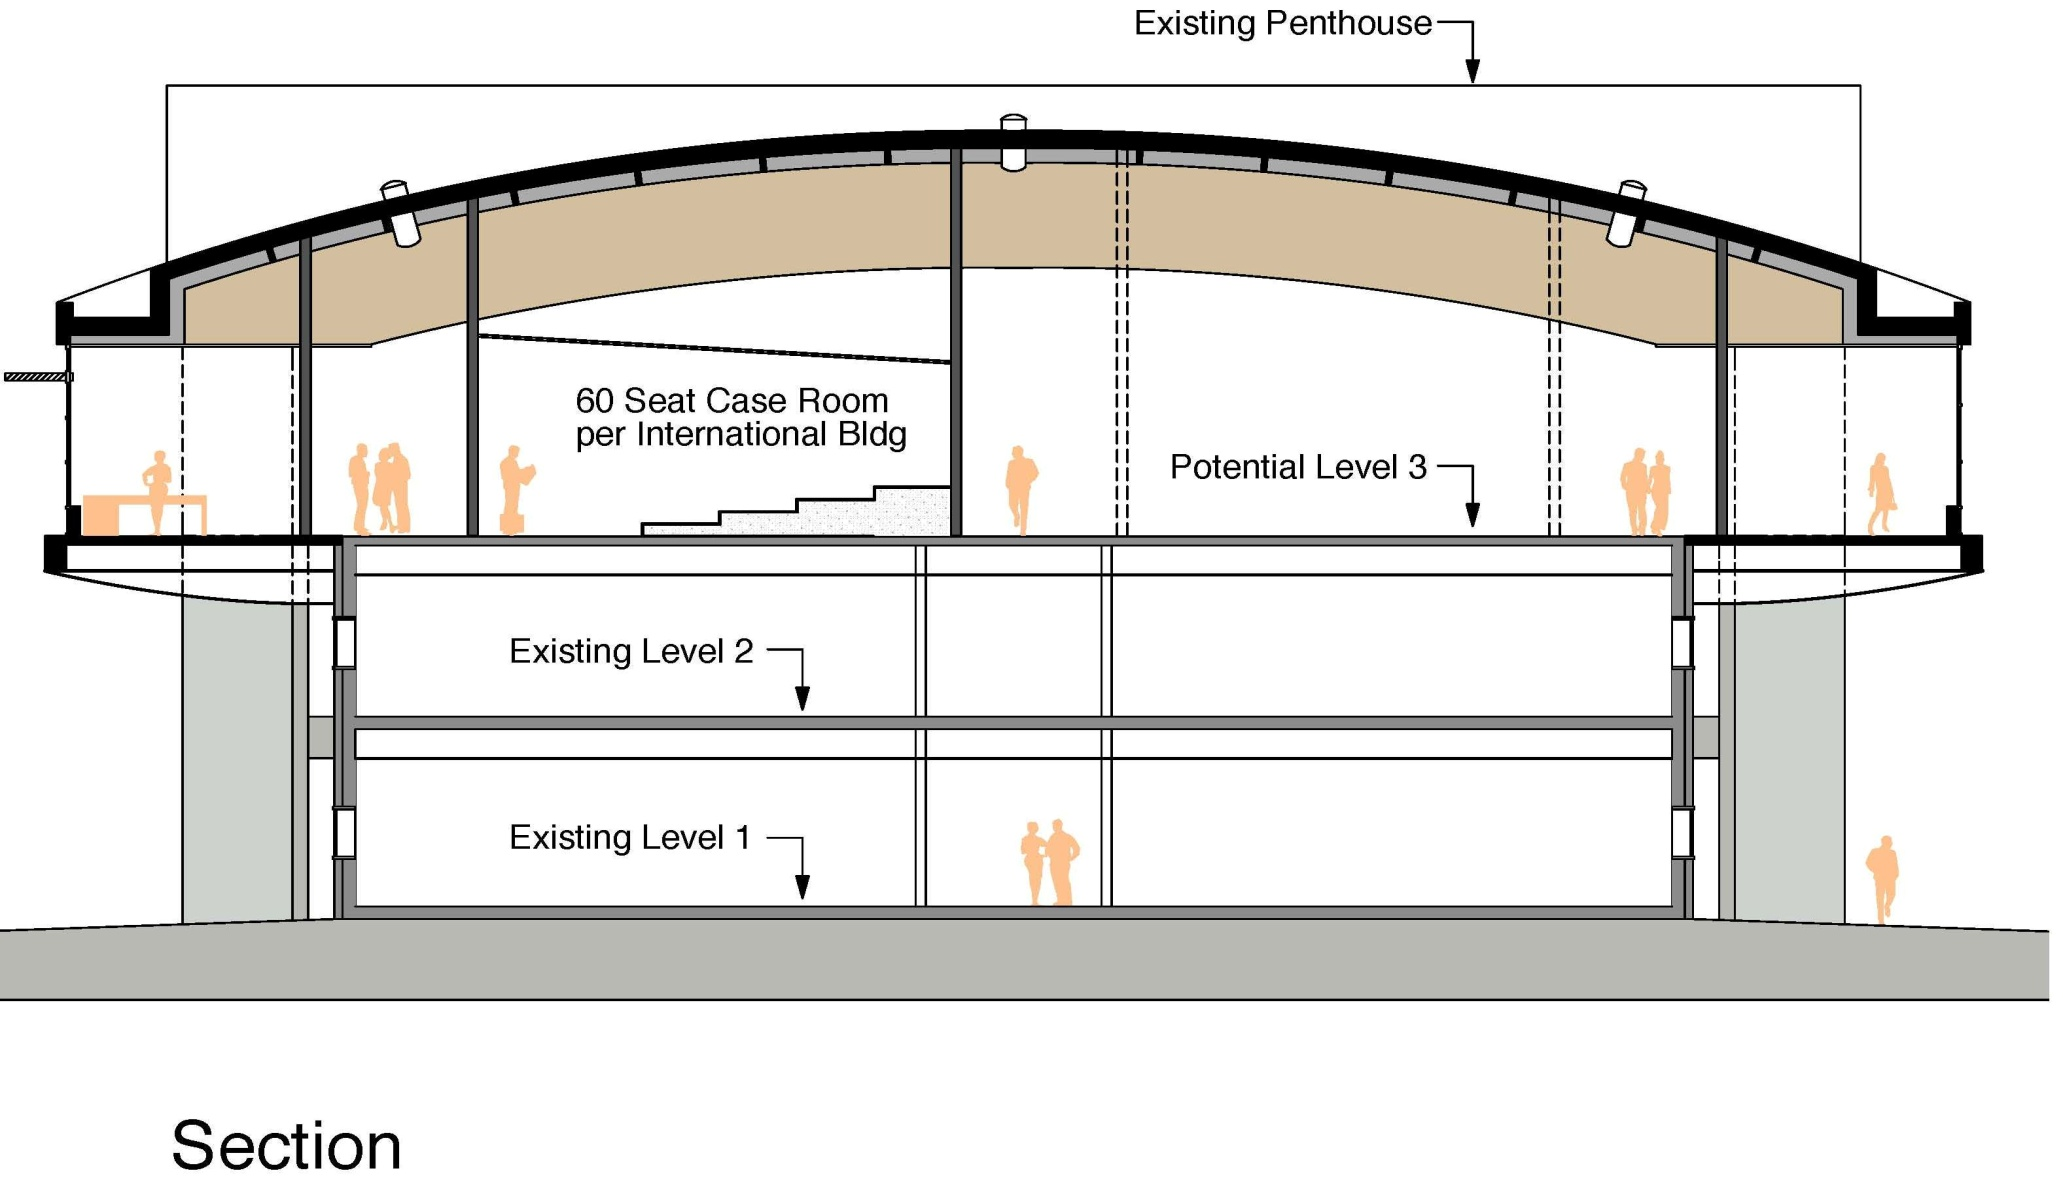 Existing Penthouse
60 Seat Case Room
per International Bldg
Potential Level 3
Existing Level 2
Existing Level 1
Section